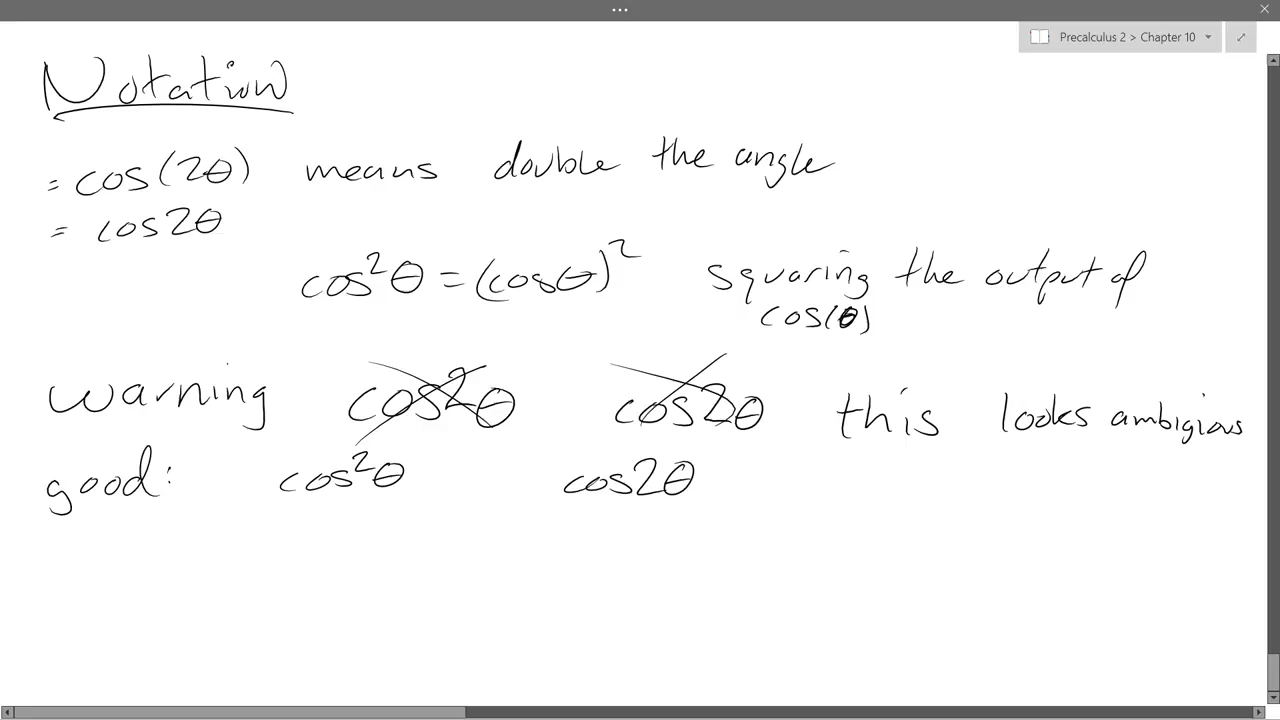 Precalculus 2 > Chapter 10
Notation
= cos(2θ) means double the angle
= cos2θ
cos²θ = (cosθ)² squaring the output of
cos(θ)
warning cos²θ cos2θ this looks ambigious
good: cos²θ cos2θ